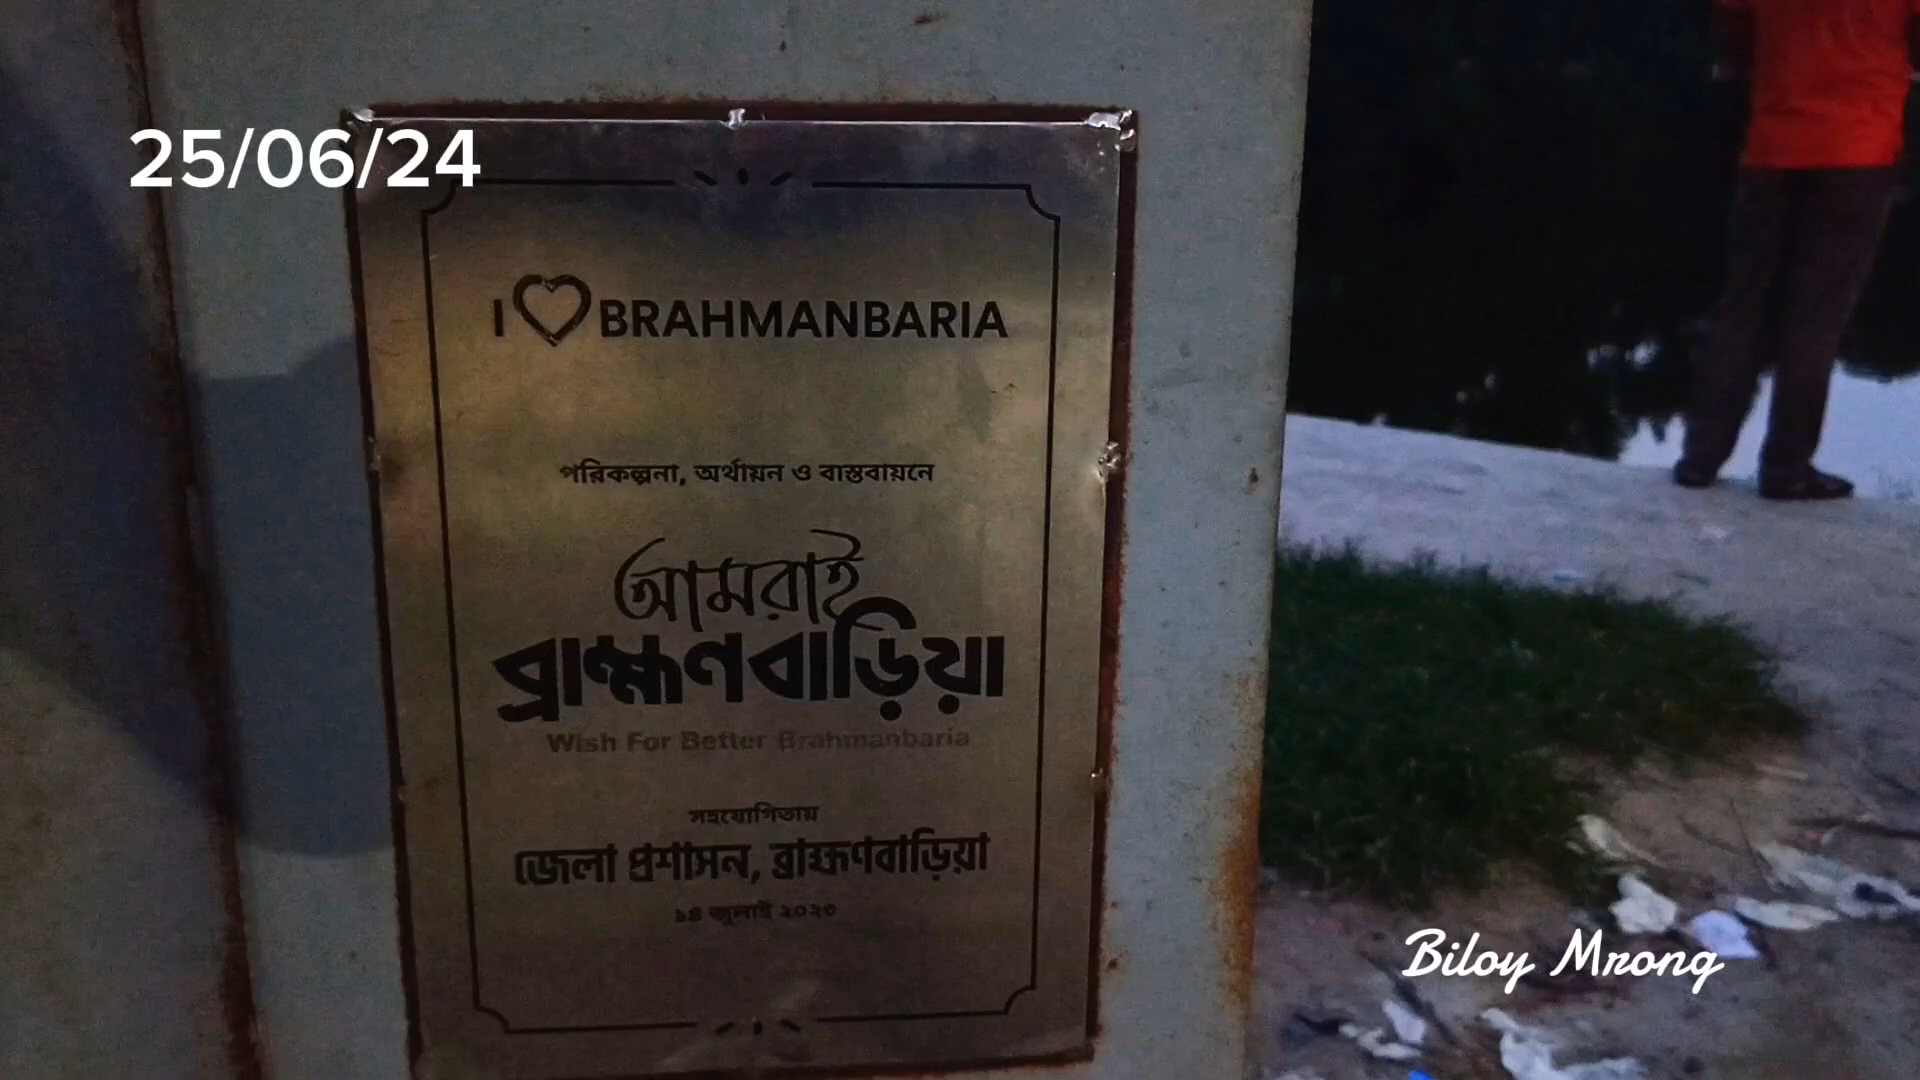 25/06/24
I ♡ BRAHMANBARIA
পরিকল্পনা, অর্থায়ন ও বাস্তবায়নে
আমরাই
ব্রাহ্মণবাড়িয়া
Wish For Better Brahmanbaria
সহযোগিতায়
জেলা প্রশাসন, ব্রাহ্মণবাড়িয়া
১৪ জুলাই ২০২৩
Biloy Mrong